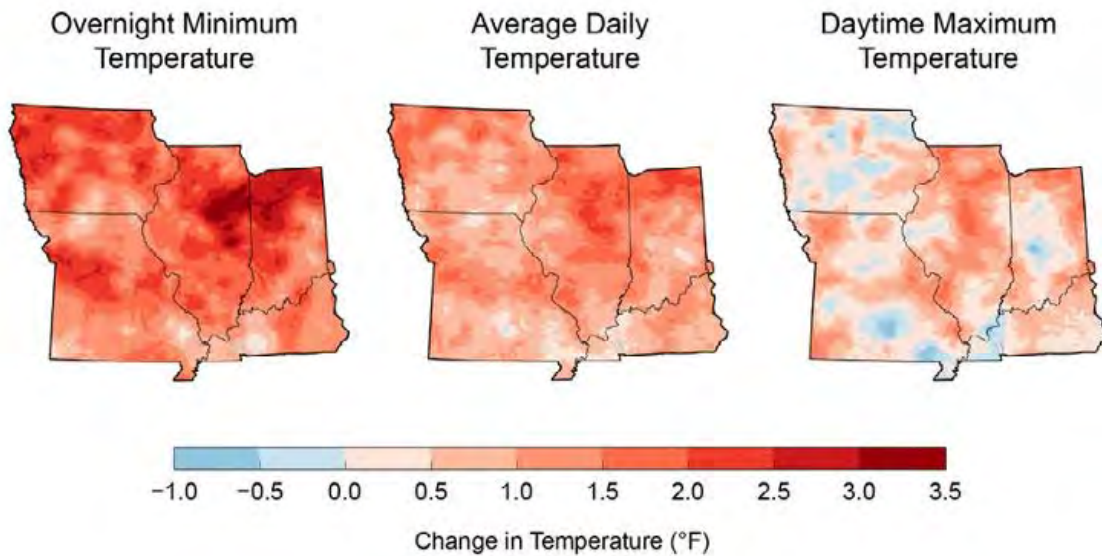 Overnight Minimum
Temperature
Average Daily
Temperature
Daytime Maximum
Temperature
−1.0 −0.5 0.0 0.5 1.0 1.5 2.0 2.5 3.0 3.5
Change in Temperature (°F)